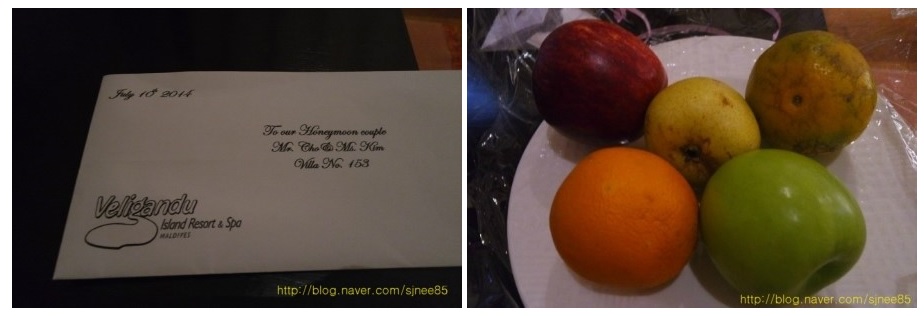 July 10th 2014
To our Honeymoon couple
Mr. Cho & Ms. Kim
Villa No. 153
Veligandu
Island Resort & Spa
MALDIVES
http://blog.naver.com/sjnee85
http://blog.naver.com/sjnee85